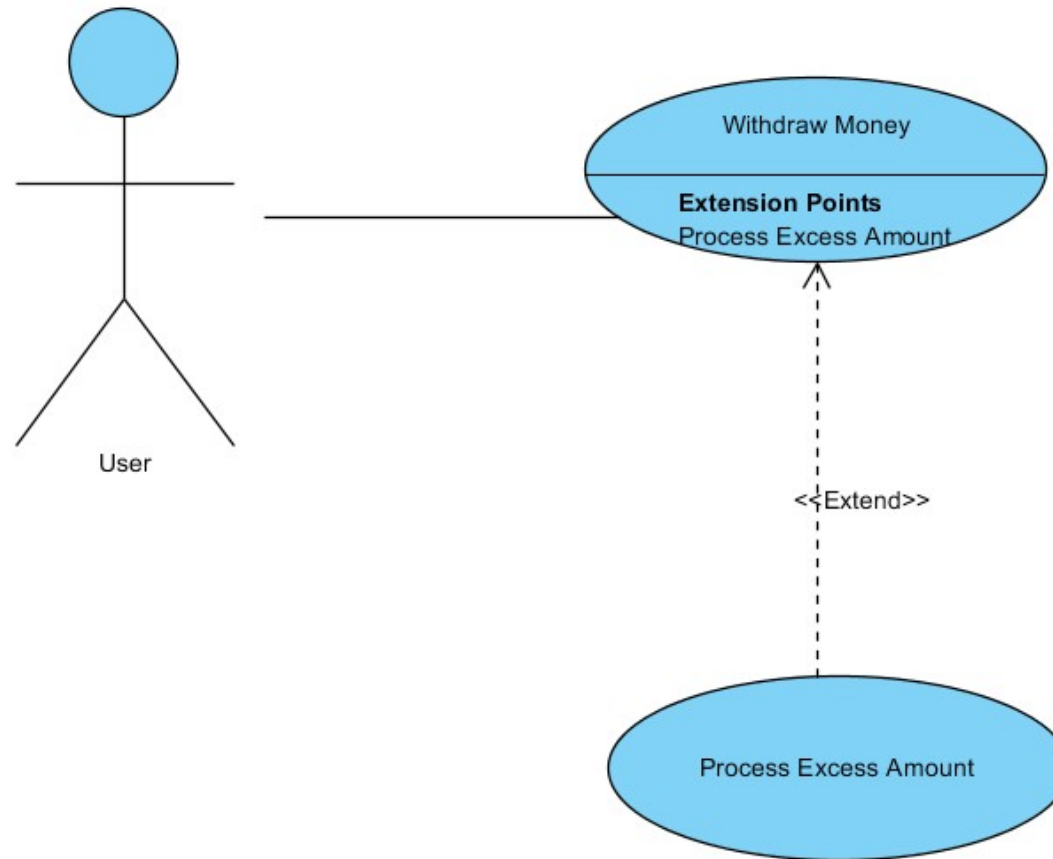 Withdraw Money
Extension Points
Process Excess Amount
User
<<Extend>>
Process Excess Amount